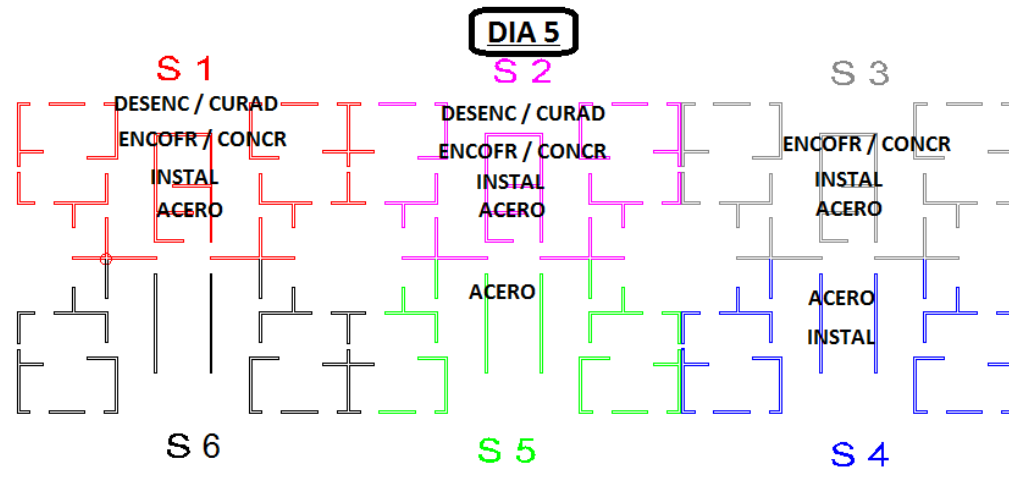 DIA 5
S 1
S 2
S 3
DESENC / CURAD
ENCOFR / CONCR
INSTAL
ACERO
DESENC / CURAD
ENCOFR / CONCR
INSTAL
ACERO
ENCOFR / CONCR
INSTAL
ACERO
ACERO
ACERO
INSTAL
S 6
S 5
S 4